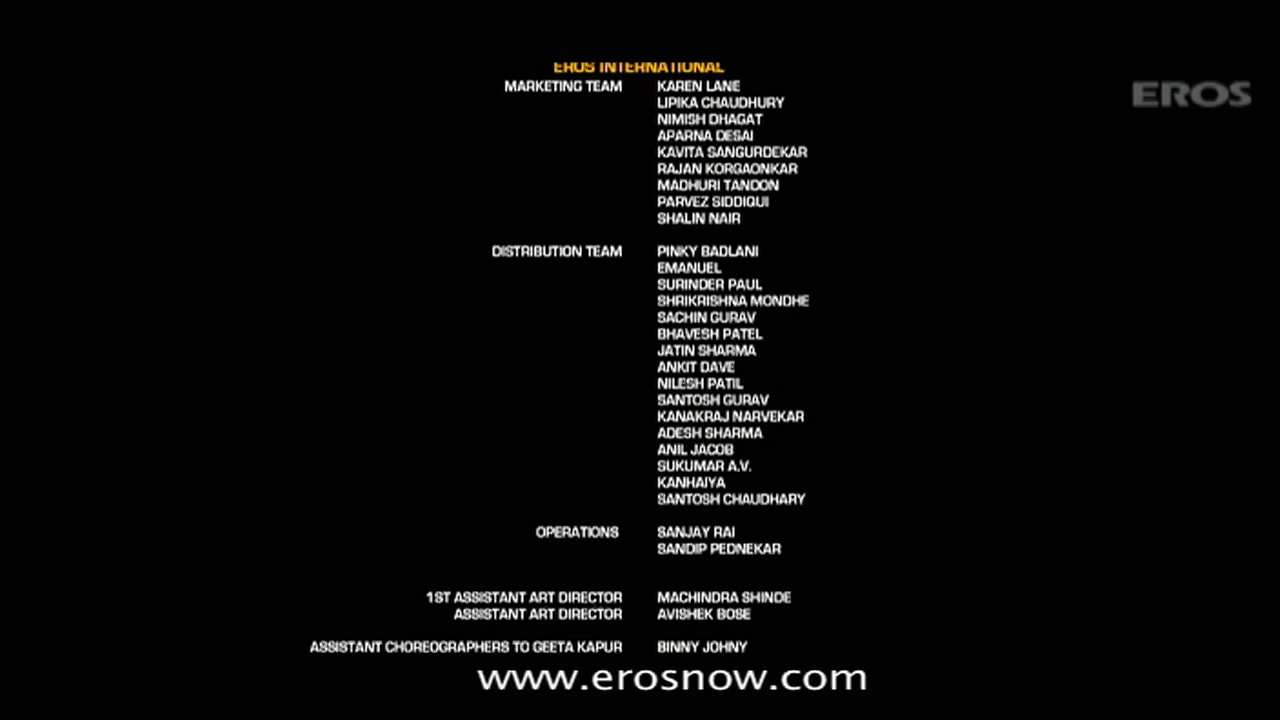 EROS INTERNATIONAL
EROS
MARKETING TEAM KAREN LANE
LIPIKA CHAUDHURY
NIMISH DHAGAT
APARNA DESAI
KAVITA SANGURDEKAR
RAJAN KORGAONKAR
MADHURI TANDON
PARVEZ SIDDIQUI
SHALIN NAIR
DISTRIBUTION TEAM PINKY BADLANI
EMANUEL
SURINDER PAUL
SHRIKRISHNA MONDHE
SACHIN GURAV
BHAVESH PATEL
JATIN SHARMA
ANKIT DAVE
NILESH PATIL
SANTOSH GURAV
KANAKRAJ NARVEKAR
ADESH SHARMA
ANIL JACOB
SUKUMAR A.V.
KANHAIYA
SANTOSH CHAUDHARY
OPERATIONS SANJAY RAI
SANDIP PEDNEKAR
1ST ASSISTANT ART DIRECTOR MACHINDRA SHINDE
ASSISTANT ART DIRECTOR AVISHEK BOSE
ASSISTANT CHOREOGRAPHERS TO GEETA KAPUR BINNY JOHNY
www.erosnow.com